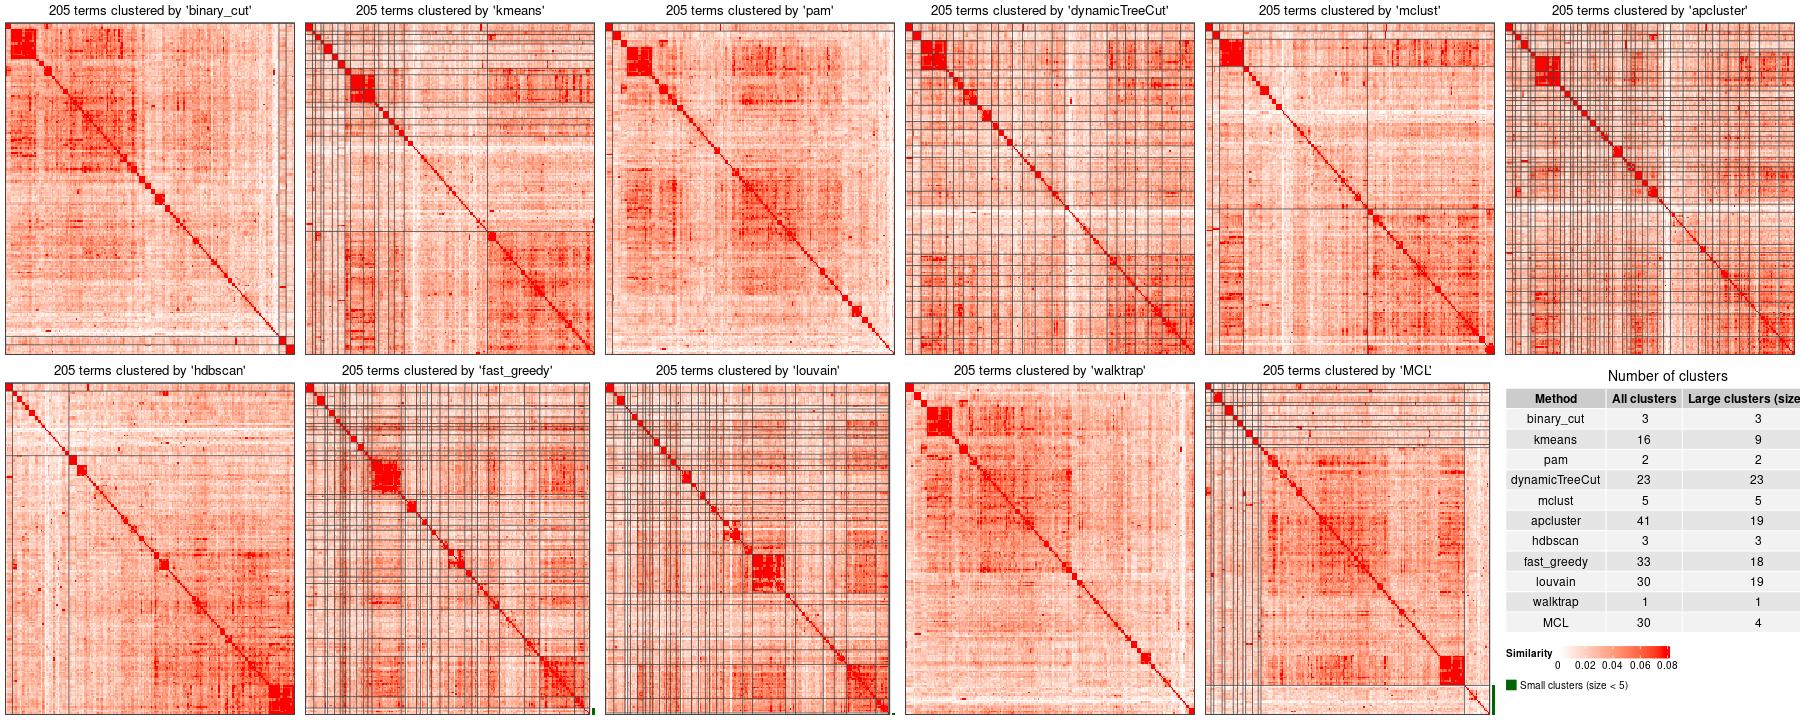 205 terms clustered by 'binary_cut'
205 terms clustered by 'kmeans'
205 terms clustered by 'pam'
205 terms clustered by 'dynamicTreeCut'
205 terms clustered by 'mclust'
205 terms clustered by 'apcluster'
205 terms clustered by 'hdbscan'
205 terms clustered by 'fast_greedy'
205 terms clustered by 'louvain'
205 terms clustered by 'walktrap'
205 terms clustered by 'MCL'
Number of clusters
Method All clusters Large clusters (size
binary_cut 3 3
kmeans 16 9
pam 2 2
dynamicTreeCut 23 23
mclust 5 5
apcluster 41 19
hdbscan 3 3
fast_greedy 33 18
louvain 30 19
walktrap 1 1
MCL 30 4
Similarity
0 0.02 0.04 0.06 0.08
Small clusters (size < 5)